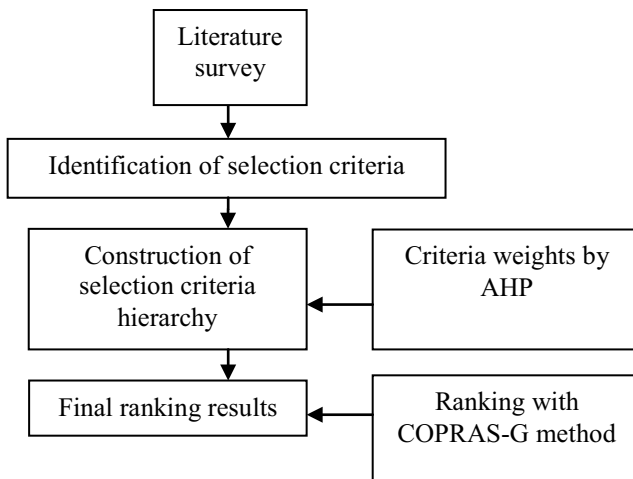 Literature
survey
Identification of selection criteria
Construction of
selection criteria
hierarchy
Criteria weights by
AHP
Final ranking results
Ranking with
COPRAS-G method